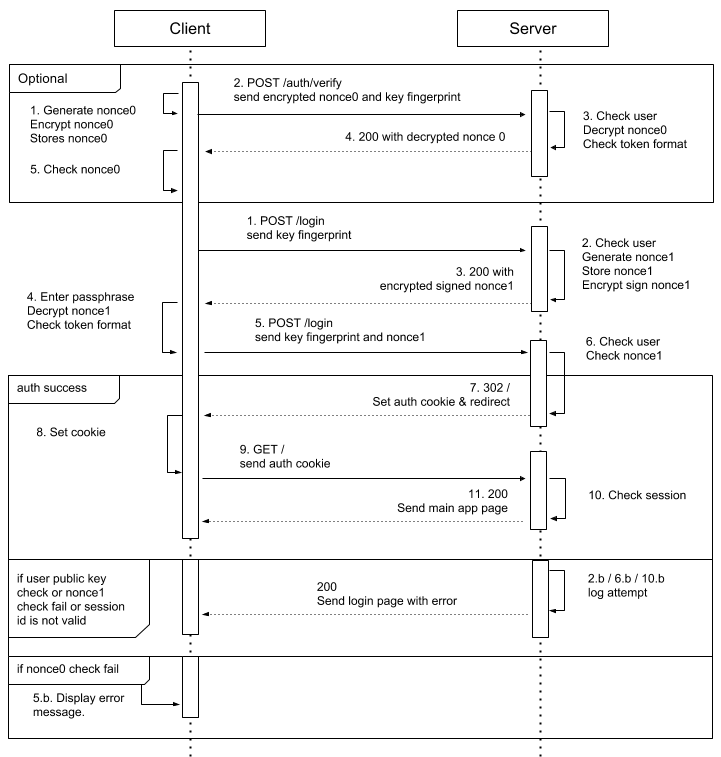 Client
Server
Optional
1. Generate nonce0
Encrypt nonce0
Stores nonce0
2. POST /auth/verify
send encrypted nonce0 and key fingerprint
3. Check user
Decrypt nonce0
Check token format
4. 200 with decrypted nonce 0
5. Check nonce0
1. POST /login
send key fingerprint
2. Check user
Generate nonce1
Store nonce1
Encrypt sign nonce1
3. 200 with
encrypted signed nonce1
4. Enter passphrase
Decrypt nonce1
Check token format
5. POST /login
send key fingerprint and nonce1
6. Check user
Check nonce1
auth success
7. 302 /
Set auth cookie & redirect
8. Set cookie
9. GET /
send auth cookie
10. Check session
11. 200
Send main app page
if user public key
check or nonce1
check fail or session
id is not valid
200
Send login page with error
2.b / 6.b / 10.b
log attempt
if nonce0 check fail
5.b. Display error
message.